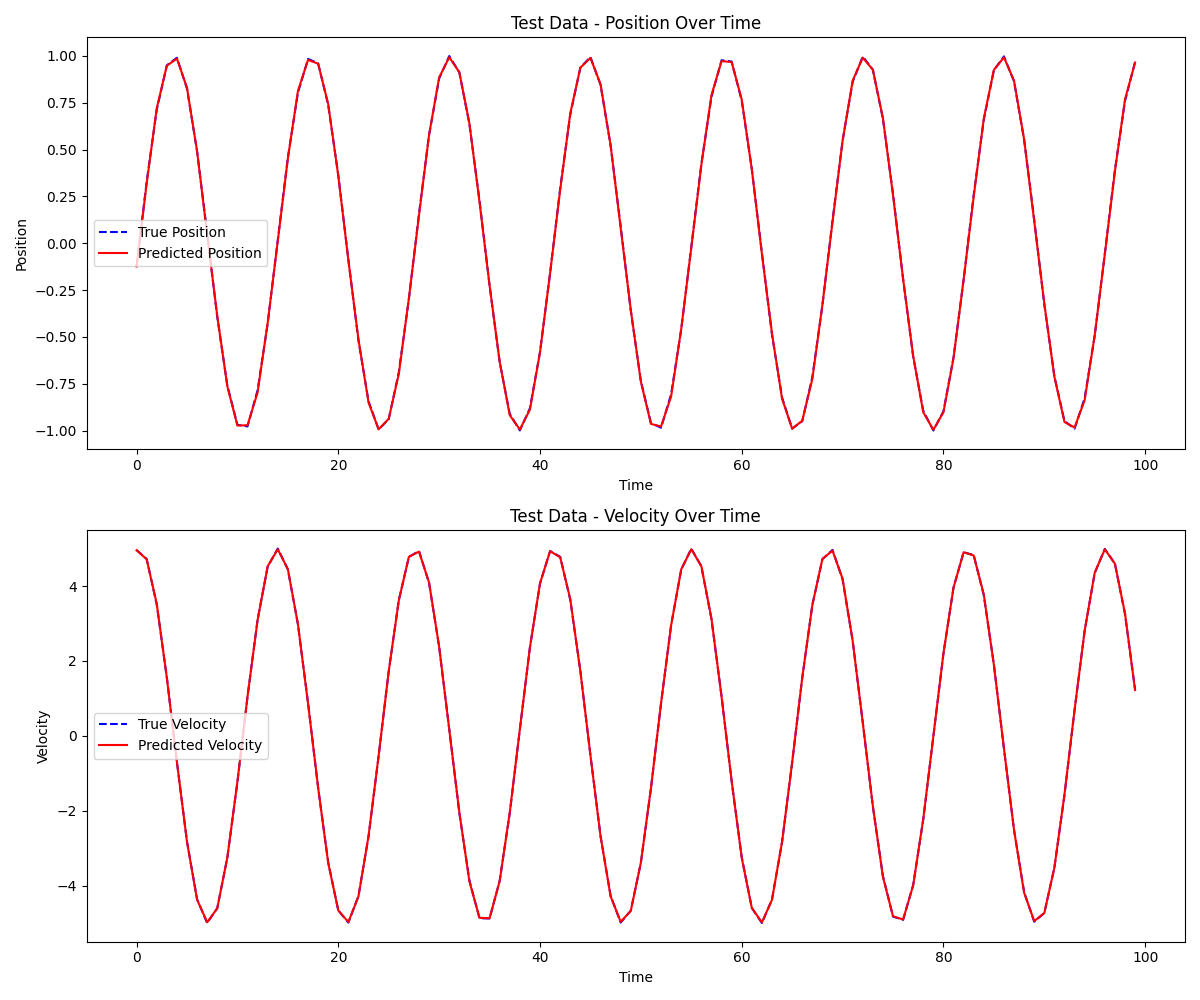 Test Data - Position Over Time
Position
1.00
0.75
0.50
0.25
0.00
−0.25
−0.50
−0.75
−1.00
True Position
Predicted Position
0 20 40 60 80 100
Time
Test Data - Velocity Over Time
Velocity
4
2
0
−2
−4
True Velocity
Predicted Velocity
0 20 40 60 80 100
Time